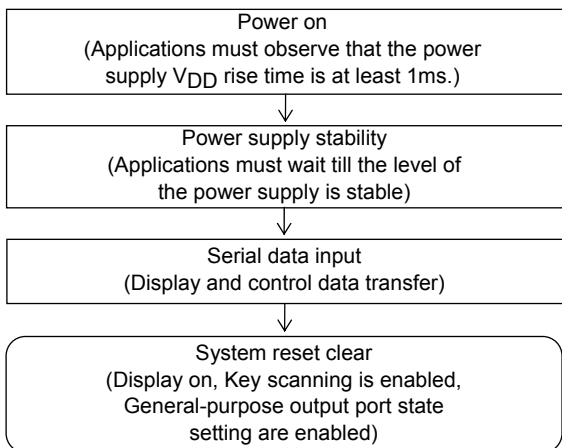 Power on
(Applications must observe that the power
supply VDD rise time is at least 1ms.)
Power supply stability
(Applications must wait till the level of
the power supply is stable)
Serial data input
(Display and control data transfer)
System reset clear
(Display on, Key scanning is enabled,
General-purpose output port state
setting are enabled)